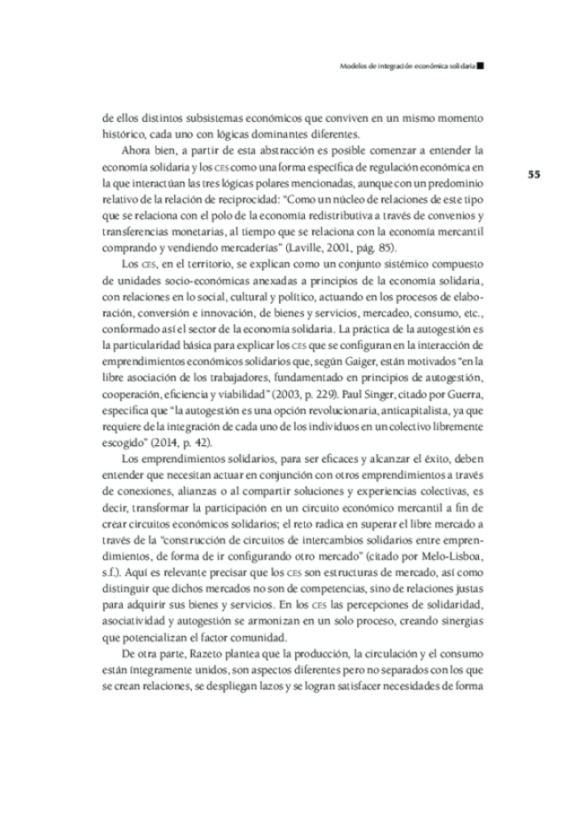 Modelos de integración económica solidaria
55
de ellos distintos subsistemas económicos que conviven en un mismo momento
histórico, cada uno con lógicas dominantes diferentes.
Ahora bien, a partir de esta abstracción es posible comenzar a entender la
economía solidaria y los CES como una forma específica de regulación económica en
la que interactúan las tres lógicas polares mencionadas, aunque con un predominio
relativo de la relación de reciprocidad: "Como un núcleo de relaciones de este tipo
que se relaciona con el polo de la economía redistributiva a través de convenios y
transferencias monetarias, al tiempo que se relaciona con la economía mercantil
comprando y vendiendo mercaderías" (Laville, 2001, pág. 85).
Los CES, en el territorio, se explican como un conjunto sistémico compuesto
de unidades socio-económicas anexadas a principios de la economía solidaria,
con relaciones en lo social, cultural y político, actuando en los procesos de elabo-
ración, conversión e innovación, de bienes y servicios, mercadeo, consumo, etc.,
conformado así el sector de la economía solidaria. La práctica de la autogestión es
la particularidad básica para explicar los CES que se configuran en la interacción de
emprendimientos económicos solidarios que, según Gaiger, están motivados "en la
libre asociación de los trabajadores, fundamentado en principios de autogestión,
cooperación, eficiencia y viabilidad" (2003, p. 229). Paul Singer, citado por Guerra,
especifica que "la autogestión es una opción revolucionaria, anticapitalista, ya que
requiere de la integración de cada uno de los individuos en un colectivo libremente
escogido" (2014, p. 42).
Los emprendimientos solidarios, para ser eficaces y alcanzar el éxito, deben
entender que necesitan actuar en conjunción con otros emprendimientos a través
de conexiones, alianzas o al compartir soluciones y experiencias colectivas, es
decir, transformar la participación en un circuito económico mercantil a fin de
crear circuitos económicos solidarios; el reto radica en superar el libre mercado a
través de la "construcción de circuitos de intercambios solidarios entre empren-
dimientos, de forma de ir configurando otro mercado" (citado por Melo-Lisboa,
s.f.). Aquí es relevante precisar que los CES son estructuras de mercado, así como
distinguir que dichos mercados no son de competencias, sino de relaciones justas
para adquirir sus bienes y servicios. En los CES las percepciones de solidaridad,
asociatividad y autogestión se armonizan en un solo proceso, creando sinergias
que potencializan el factor comunidad.
De otra parte, Razeto plantea que la producción, la circulación y el consumo
están íntegramente unidos, son aspectos diferentes pero no separados con los que
se crean relaciones, se despliegan lazos y se logran satisfacer necesidades de forma